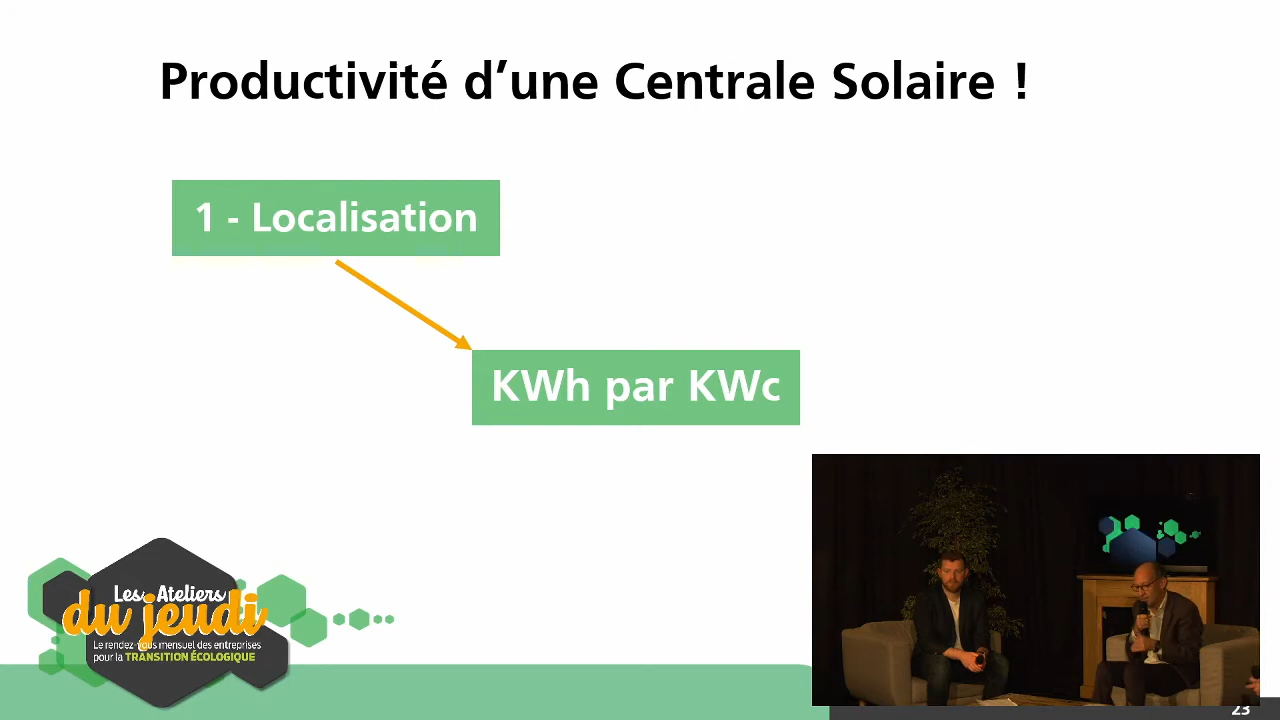 Productivité d’une Centrale Solaire !
1 - Localisation
KWh par KWc
Les Ateliers
du jeudi
Le rendez-vous mensuel des entreprises
pour la TRANSITION ÉCOLOGIQUE
23